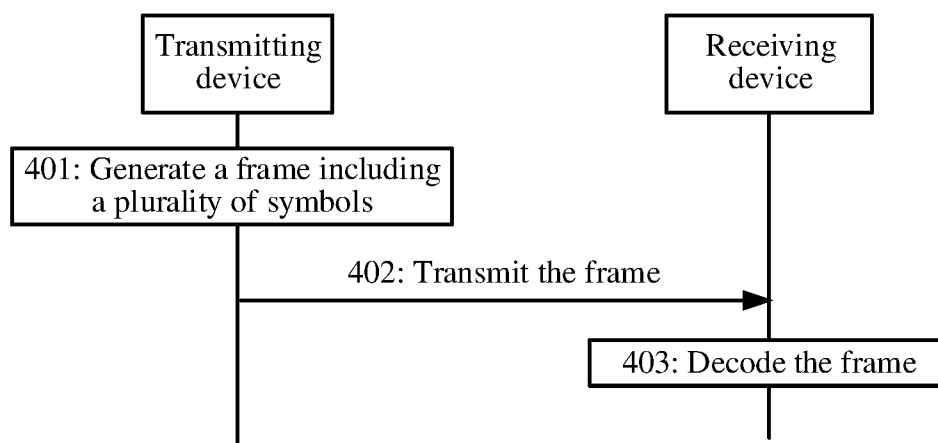 Transmitting
device
Receiving
device
401: Generate a frame including
a plurality of symbols
402: Transmit the frame
403: Decode the frame